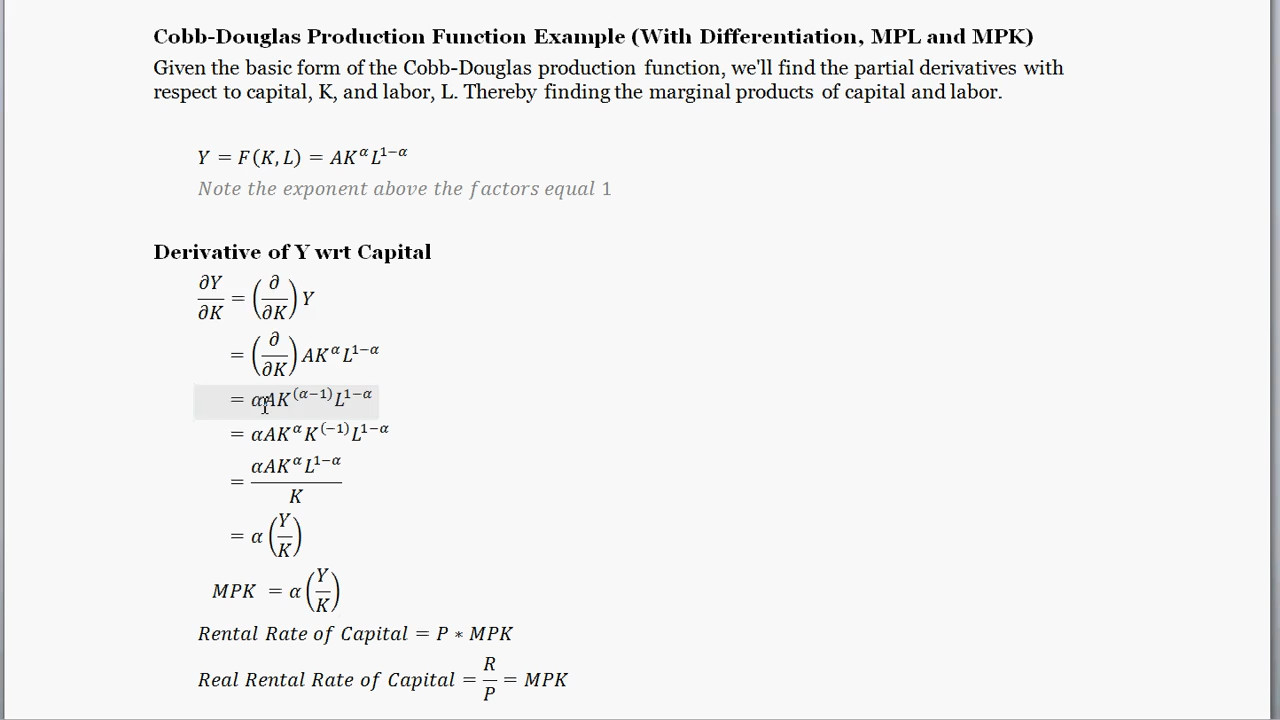 Cobb-Douglas Production Function Example (With Differentiation, MPL and MPK)
Given the basic form of the Cobb-Douglas production function, we'll find the partial derivatives with
respect to capital, K, and labor, L. Thereby finding the marginal products of capital and labor.
Y = F(K, L) = AK^α L^{1−α}
Note the exponent above the factors equal 1
Derivative of Y wrt Capital
∂Y/∂K = (∂/∂K) Y
= (∂/∂K) AK^α L^{1−α}
= αAK^{(α−1)} L^{1−α}
= αAK^α K^{(−1)} L^{1−α}
= αAK^α L^{1−α} / K
= α (Y/K)
MPK = α (Y/K)
Rental Rate of Capital = P * MPK
Real Rental Rate of Capital = R/P = MPK